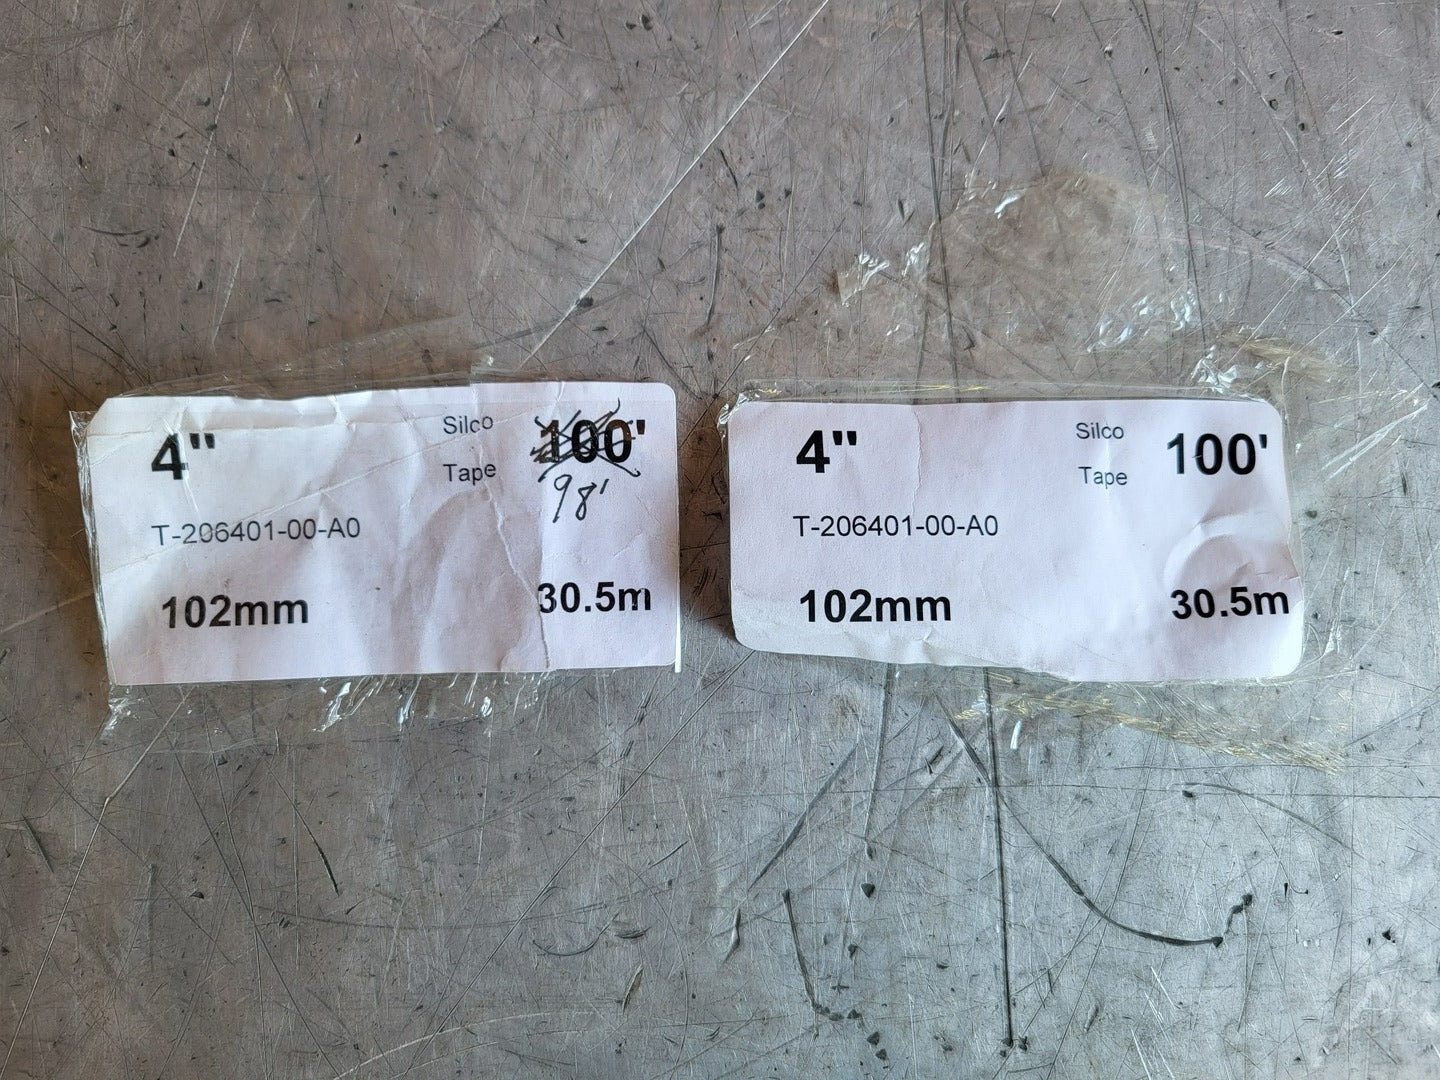 4" Silco 100'
Tape 98'
T-206401-00-A0
102mm 30.5m
4" Silco 100'
Tape
T-206401-00-A0
102mm 30.5m